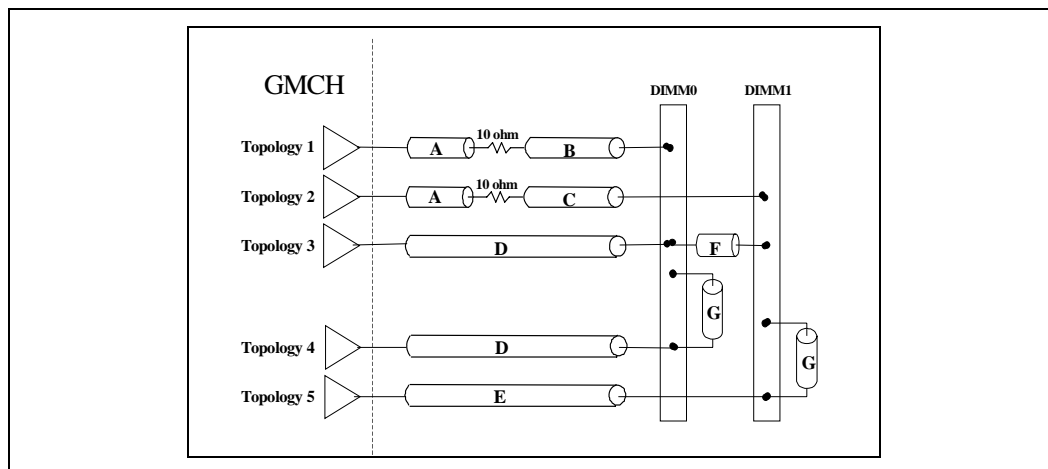 GMCH
DIMM0 DIMM1
Topology 1
A
10 ohm
B
Topology 2
A
10 ohm
C
Topology 3
D
F
G
Topology 4
D
G
Topology 5
E